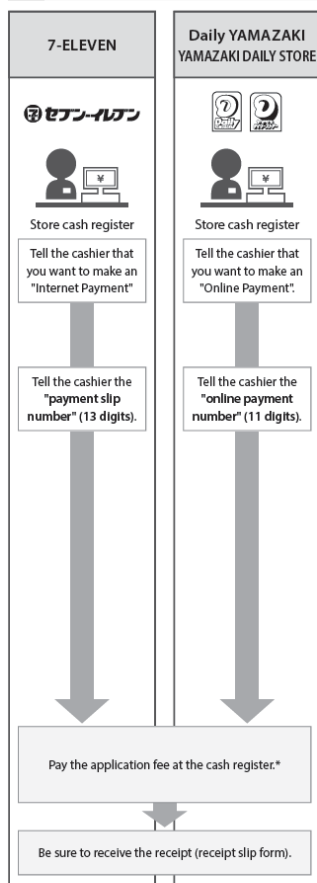 7-ELEVEN
セブン-イレブン
¥
Store cash register
Tell the cashier that
you want to make an
"Internet Payment"
Tell the cashier the
"payment slip
number" (13 digits).
Daily YAMAZAKI
YAMAZAKI DAILY STORE
Daily
¥
Store cash register
Tell the cashier that
you want to make an
"Online Payment".
Tell the cashier the
"online payment
number" (11 digits).
Pay the application fee at the cash register.*
Be sure to receive the receipt (receipt slip form).